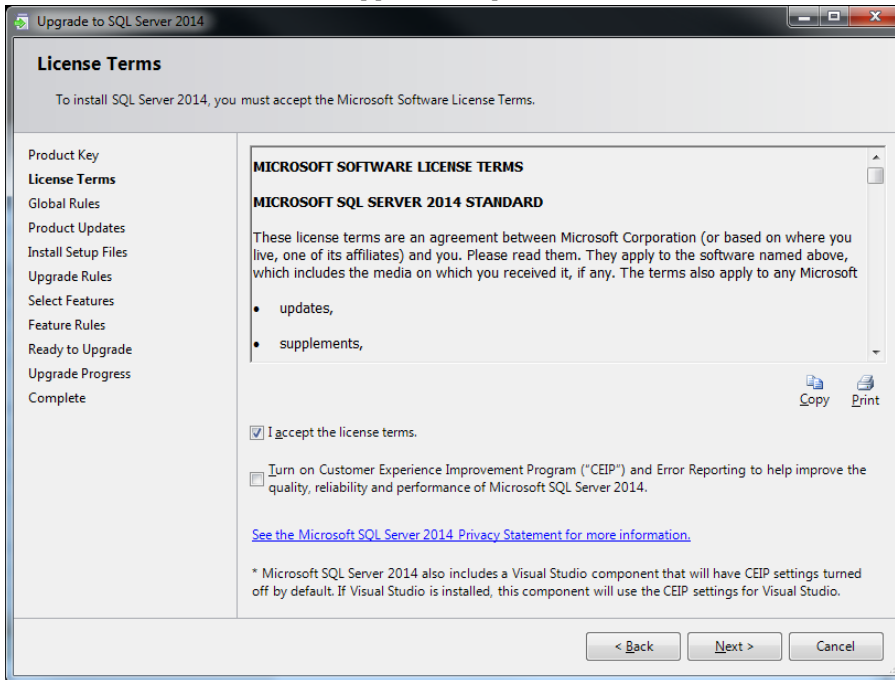 Upgrade to SQL Server 2014
License Terms
To install SQL Server 2014, you must accept the Microsoft Software License Terms.
Product Key
License Terms
Global Rules
Product Updates
Install Setup Files
Upgrade Rules
Select Features
Feature Rules
Ready to Upgrade
Upgrade Progress
Complete
MICROSOFT SOFTWARE LICENSE TERMS
MICROSOFT SQL SERVER 2014 STANDARD
These license terms are an agreement between Microsoft Corporation (or based on where you
live, one of its affiliates) and you. Please read them. They apply to the software named above,
which includes the media on which you received it, if any. The terms also apply to any Microsoft
• updates,
• supplements,
Copy Print
I accept the license terms.
Turn on Customer Experience Improvement Program ("CEIP") and Error Reporting to help improve the
quality, reliability and performance of Microsoft SQL Server 2014.
See the Microsoft SQL Server 2014 Privacy Statement for more information.
* Microsoft SQL Server 2014 also includes a Visual Studio component that will have CEIP settings turned
off by default. If Visual Studio is installed, this component will use the CEIP settings for Visual Studio.
< Back Next > Cancel